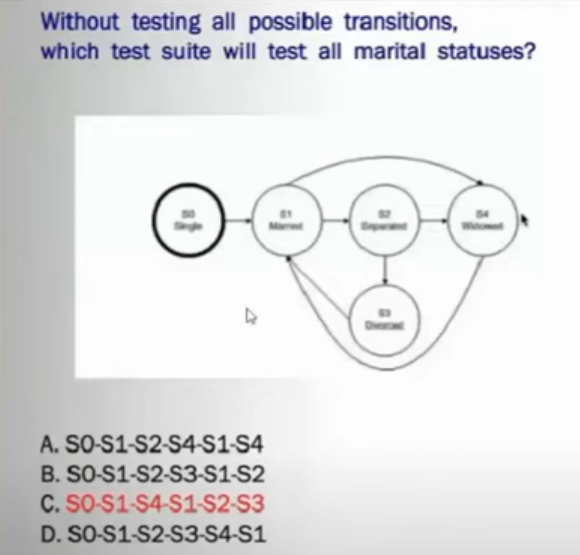 Without testing all possible transitions,
which test suite will test all marital statuses?
S0
Single
S1
Married
S2
Separated
S4
Widowed
S3
Divorced
A. S0-S1-S2-S4-S1-S4
B. S0-S1-S2-S3-S1-S2
C. S0-S1-S4-S1-S2-S3
D. S0-S1-S2-S3-S4-S1